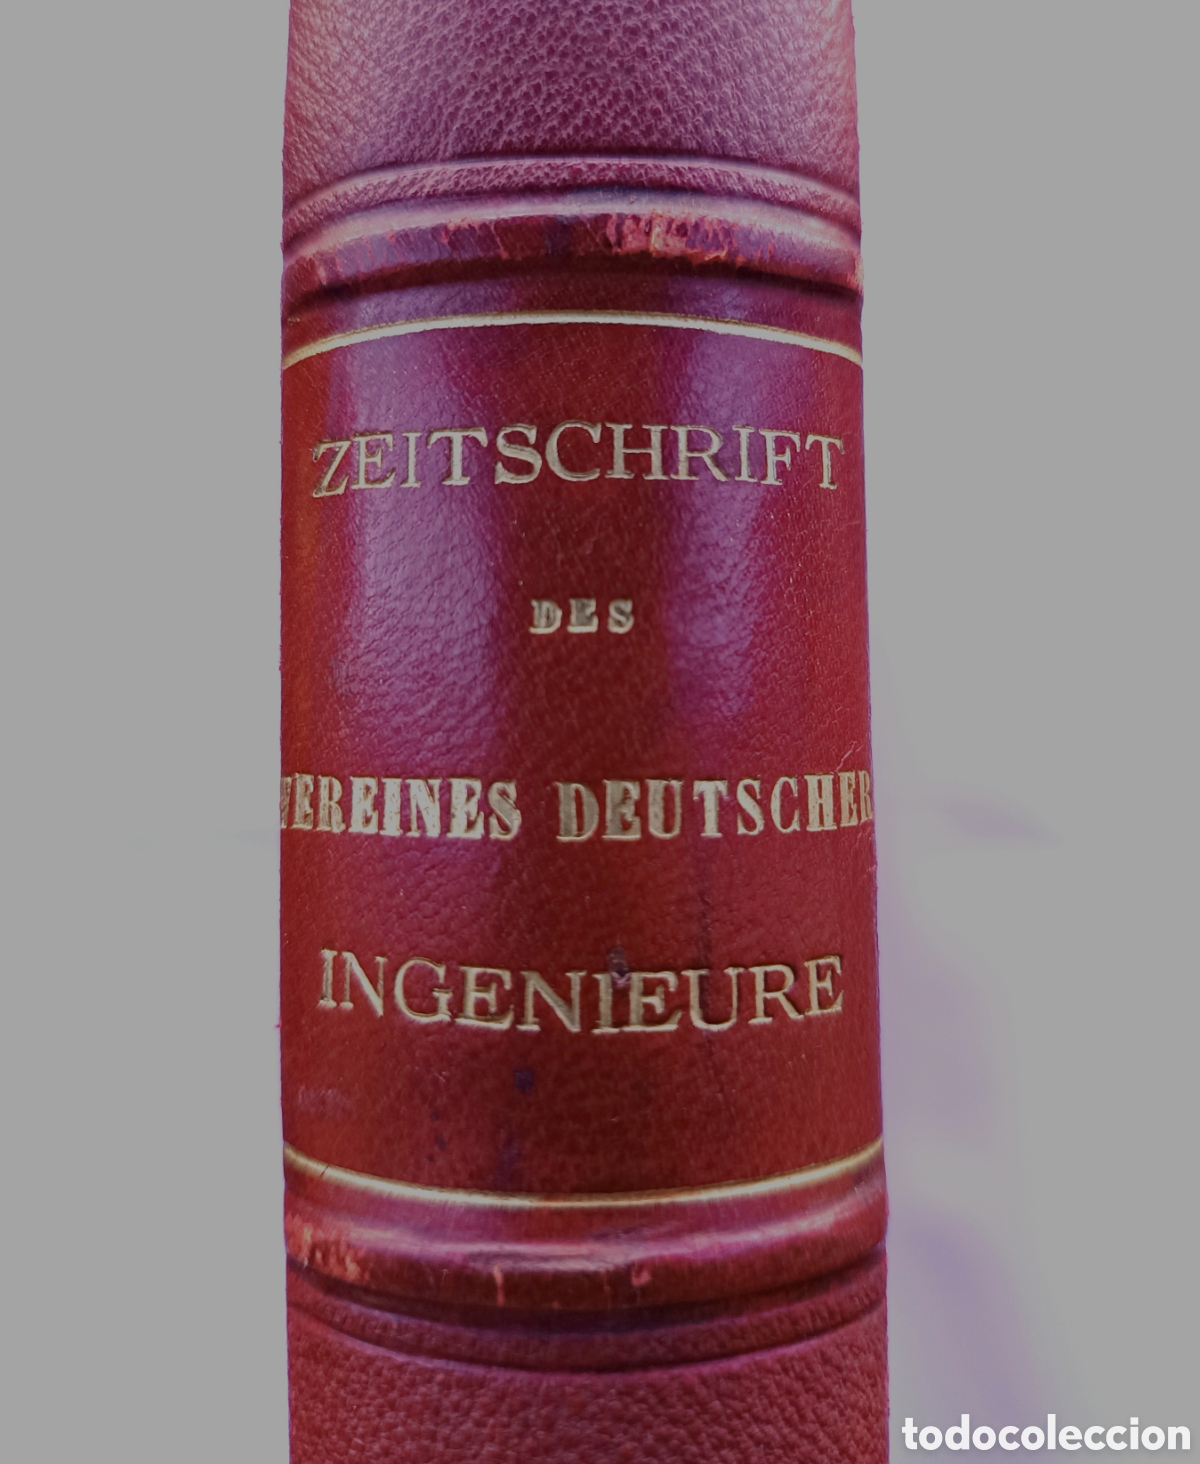 ZEITSCHRIFT
DES
VEREINES DEUTSCHER
INGENIEURE
todocoleccion